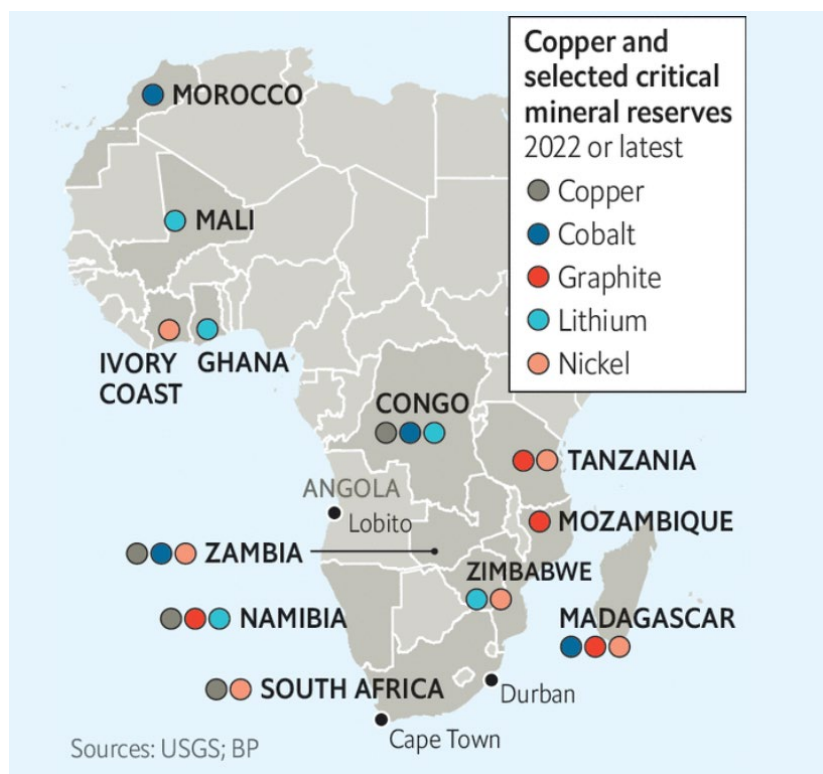 Copper and
selected critical
mineral reserves
2022 or latest
Copper
Cobalt
Graphite
Lithium
Nickel
MOROCCO
MALI
IVORY
COAST
GHANA
CONGO
TANZANIA
ANGOLA
Lobito
MOZAMBIQUE
ZAMBIA
ZIMBABWE
NAMIBIA
MADAGASCAR
SOUTH AFRICA
Durban
Cape Town
Sources: USGS; BP